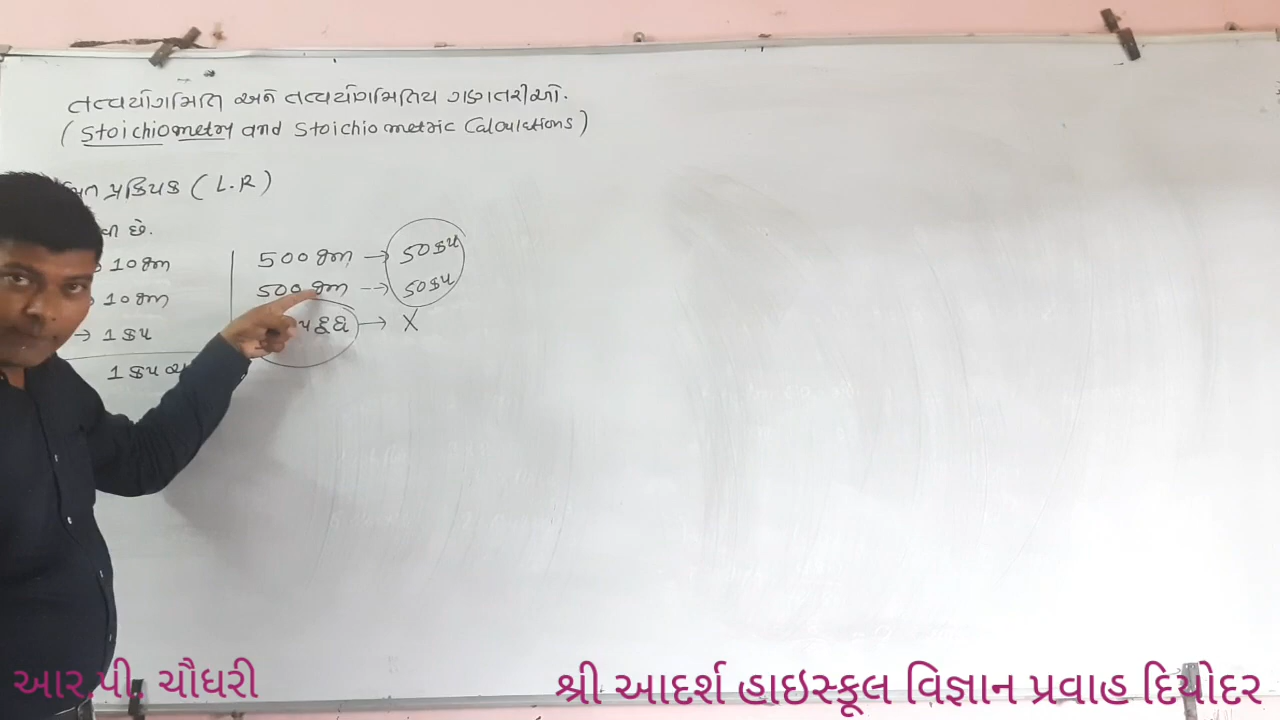 તત્વયોગમિતિ અને તત્વયોગમિતિય ગણતરીઓ.
(Stoichiometry and Stoichiometric Calculations)
પ્રક્રિયક (L.R)
છે.
10 gm
10 gm
→ 1 કપ
1 કપ
500 gm → 50 કપ
500 gm --> 50 કપ
→ X
આર.પી. ચૌધરી
શ્રી આદર્શ હાઇસ્કૂલ વિજ્ઞાન પ્રવાહ દિયોદર